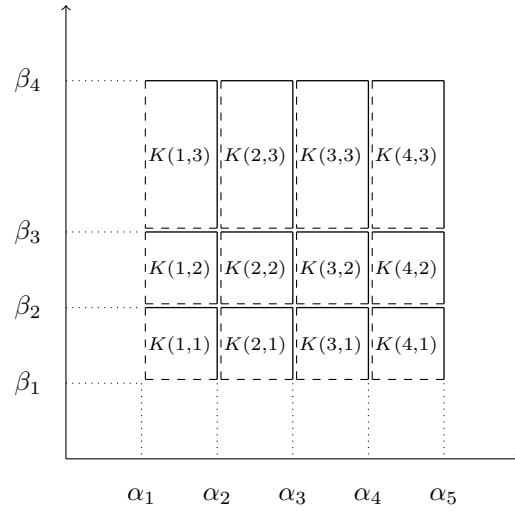 β₄
K(1,3) K(2,3) K(3,3) K(4,3)
β₃
K(1,2) K(2,2) K(3,2) K(4,2)
β₂
K(1,1) K(2,1) K(3,1) K(4,1)
β₁
α₁ α₂ α₃ α₄ α₅